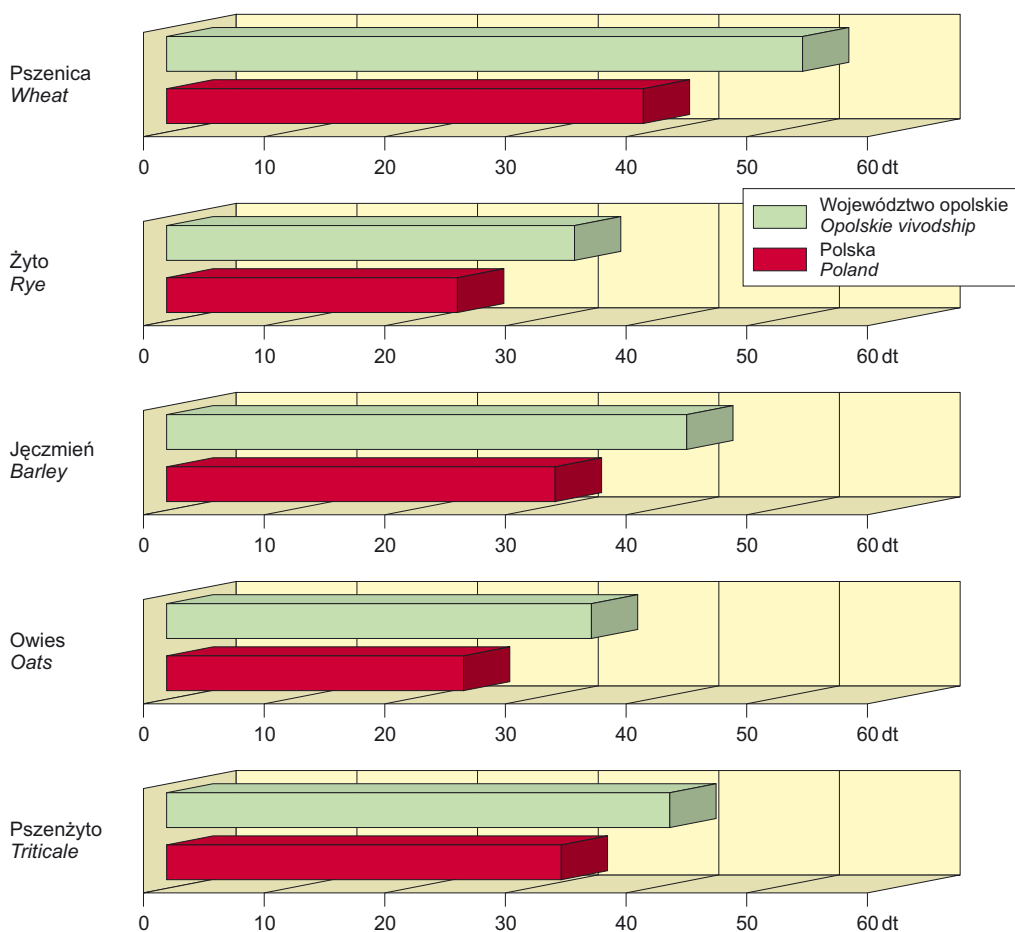 Pszenica
Wheat
0 10 20 30 40 50 60 dt
Województwo opolskie
Opolskie vivodship
Polska
Poland
Żyto
Rye
0 10 20 30 40 50 60 dt
Jęczmień
Barley
0 10 20 30 40 50 60 dt
Owies
Oats
0 10 20 30 40 50 60 dt
Pszenżyto
Triticale
0 10 20 30 40 50 60 dt